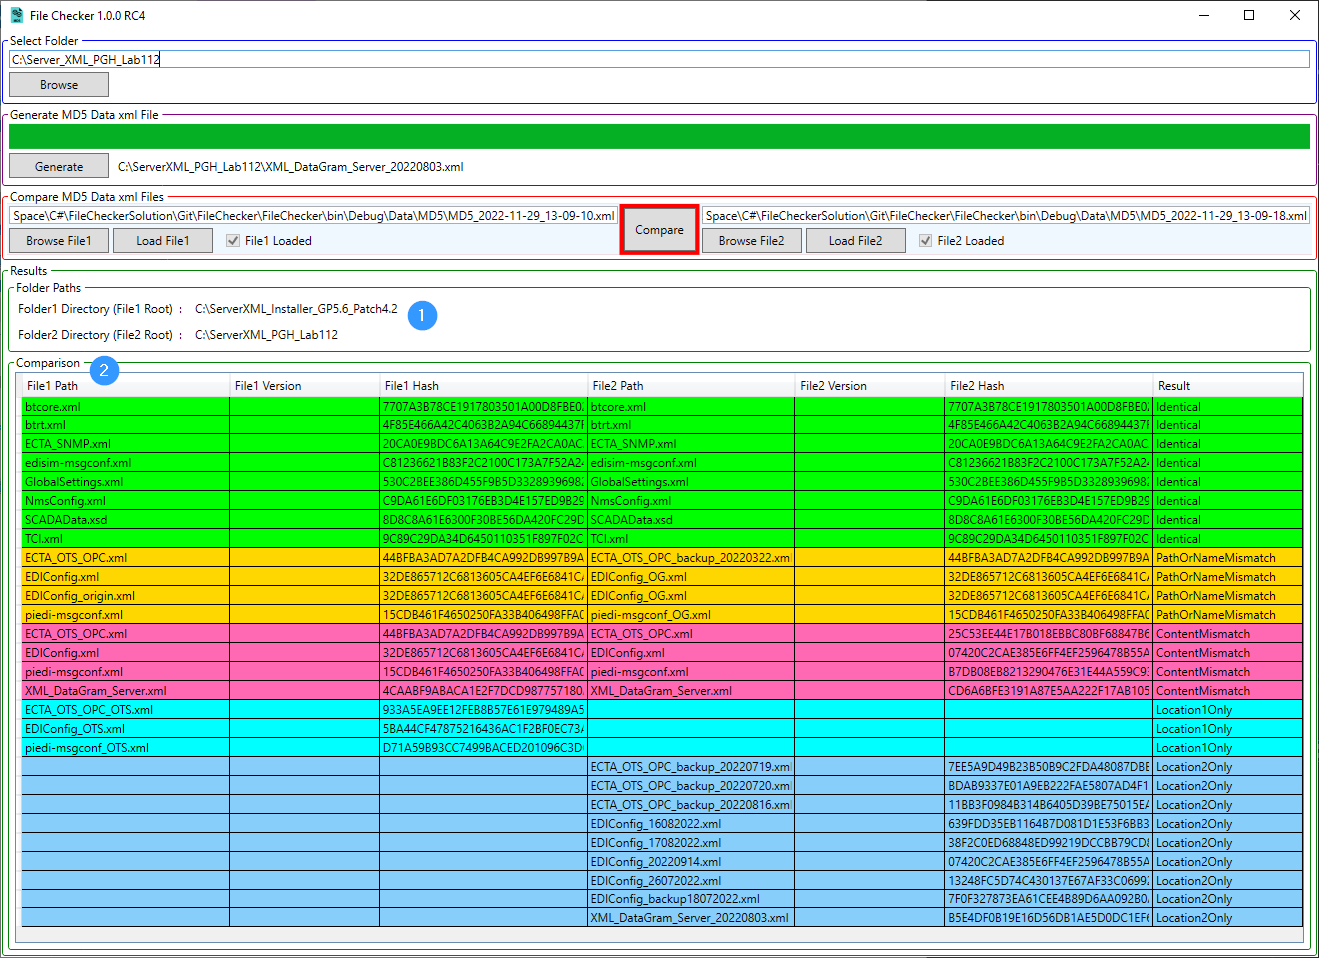 File Checker 1.0.0 RC4
Select Folder
C:\Server_XML_PGH_Lab112
Browse
Generate MD5 Data xml File
Generate C:\ServerXML_PGH_Lab112\XML_DataGram_Server_20220803.xml
Compare MD5 Data xml Files
Space\C#\FileCheckerSolution\Git\FileChecker\FileChecker\bin\Debug\Data\MD5\MD5_2022-11-29_13-09-10.xml Compare Space\C#\FileCheckerSolution\Git\FileChecker\FileChecker\bin\Debug\Data\MD5\MD5_2022-11-29_13-09-18.xml
Browse File1 Load File1 File1 Loaded Browse File2 Load File2 File2 Loaded
Results
Folder Paths
Folder1 Directory (File1 Root) : C:\ServerXML_Installer_GP5.6_Patch4.2 1
Folder2 Directory (File2 Root) : C:\ServerXML_PGH_Lab112
Comparison 2
File1 Path File1 Version File1 Hash File2 Path File2 Version File2 Hash Result
btcore.xml 7707A3B78CE1917803501A00D8FBE0 btcore.xml 7707A3B78CE1917803501A00D8FBE0 Identical
btrt.xml 4F85E466A42C4063B2A94C66894437F btrt.xml 4F85E466A42C4063B2A94C66894437F Identical
ECTA_SNMP.xml 20CA0E9BDC6A13A64C9E2FA2CA0AC ECTA_SNMP.xml 20CA0E9BDC6A13A64C9E2FA2CA0AC Identical
edisim-msgconf.xml C81236621B83F2C2100C173A7F52A2 edisim-msgconf.xml C81236621B83F2C2100C173A7F52A2 Identical
GlobalSettings.xml 530C2BEE386D455F9B5D3328939698 GlobalSettings.xml 530C2BEE386D455F9B5D3328939698 Identical
NmsConfig.xml C9DA61E6DF03176EB3D4E157ED9B29 NmsConfig.xml C9DA61E6DF03176EB3D4E157ED9B29 Identical
SCADAData.xsd 8D8C8A61E6300F30BE56DA420FC29D SCADAData.xsd 8D8C8A61E6300F30BE56DA420FC29D Identical
TCI.xml 9C89C29DA34D6450110351F897F02C TCI.xml 9C89C29DA34D6450110351F897F02C Identical
ECTA_OTS_OPC.xml 44BFBA3AD7A2DFB4CA992DB997B9A ECTA_OTS_OPC_backup_20220322.xml 44BFBA3AD7A2DFB4CA992DB997B9A PathOrNameMismatch
EDIConfig.xml 32DE865712C6813605CA4EF6E6841C EDIConfig_OG.xml 32DE865712C6813605CA4EF6E6841C PathOrNameMismatch
EDIConfig_origin.xml 32DE865712C6813605CA4EF6E6841C EDIConfig_OG.xml 32DE865712C6813605CA4EF6E6841C PathOrNameMismatch
piedi-msgconf.xml 15CDB461F4650250FA33B406498FFA piedi-msgconf_OG.xml 15CDB461F4650250FA33B406498FFA PathOrNameMismatch
ECTA_OTS_OPC.xml 44BFBA3AD7A2DFB4CA992DB997B9A ECTA_OTS_OPC.xml 25C53EE44E17B018EBBC80BF68847B6 ContentMismatch
EDIConfig.xml 32DE865712C6813605CA4EF6E6841C EDIConfig.xml 07420C2CAE385E6FF4EF2596478B55A ContentMismatch
piedi-msgconf.xml 15CDB461F4650250FA33B406498FFA piedi-msgconf.xml B7DB08EB8213290476E31E44A559C9 ContentMismatch
XML_DataGram_Server.xml 4CAABF9ABACA1E2F7DCD987757180 XML_DataGram_Server.xml CD6A6BFE3191A87E5AA222F17AB105 ContentMismatch
ECTA_OTS_OPC_OTS.xml 933A5EA9EE12FEB8B57E61E979489A5 Location1Only
EDIConfig_OTS.xml 5BA44CF47875216436AC1F2BF0EC73 Location1Only
piedi-msgconf_OTS.xml D71A59B93CC7499BACED201096C3D Location1Only
ECTA_OTS_OPC_backup_20220719.xml 7EE5A9D49B23B50B9C2FDA48087DBE Location2Only
ECTA_OTS_OPC_backup_20220720.xml BDAB9337E01A9EB222FAE5807AD4F1 Location2Only
ECTA_OTS_OPC_backup_20220816.xml 11BB3F0984B314B6405D39BE75015E Location2Only
EDIConfig_16082022.xml 639FDD35EB1164B7D081D1E53F6BB3 Location2Only
EDIConfig_17082022.xml 38F2C0ED68848ED99219DCCBB79CD8 Location2Only
EDIConfig_20220914.xml 07420C2CAE385E6FF4EF2596478B55A Location2Only
EDIConfig_26072022.xml 13248FC5D74C430137E67AF33C0699 Location2Only
EDIConfig_backup18072022.xml 7F0F327873EA61CEE4B89D6AA092B0 Location2Only
XML_DataGram_Server_20220803.xml B5E4DF0B19E16D56DB1AE5D0DC1EF Location2Only